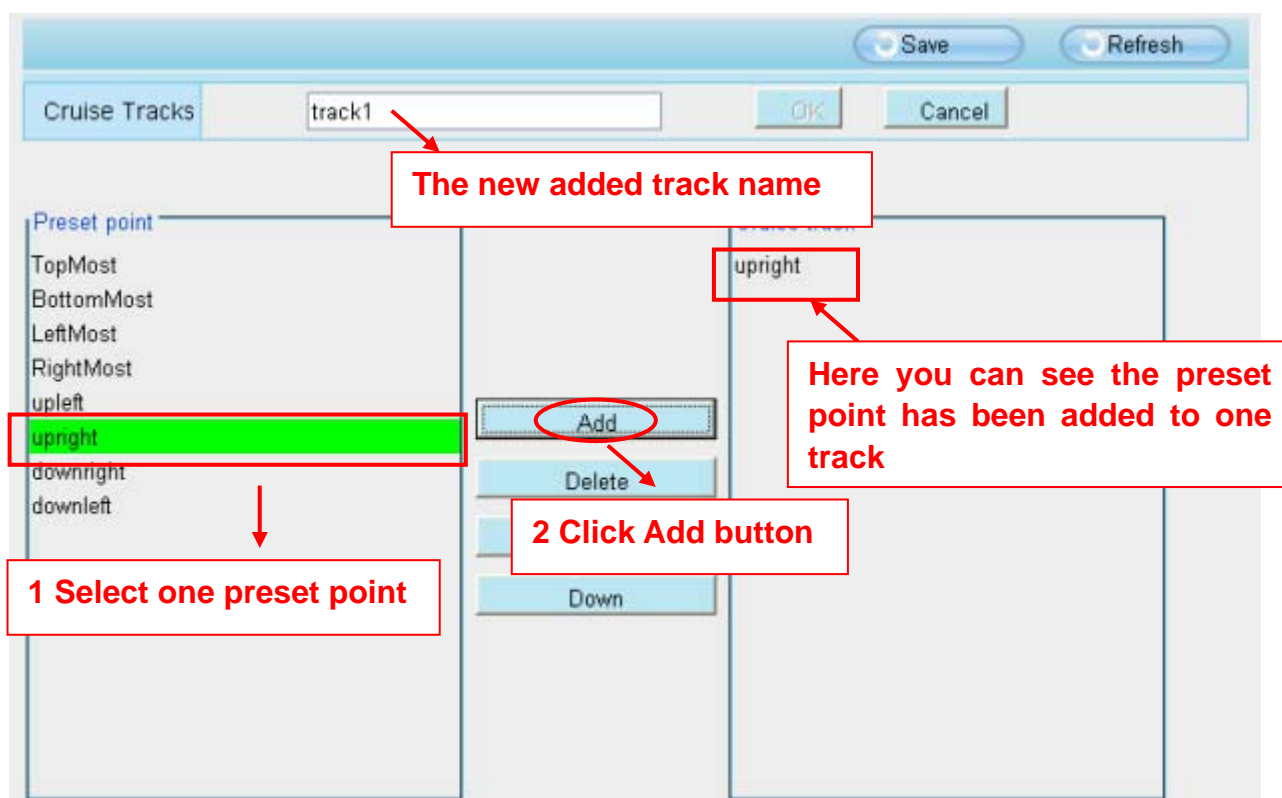 Save Refresh
Cruise Tracks track1 OK Cancel
The new added track name
Preset point
TopMost
BottomMost
LeftMost
RightMost
upleft
upright
downright
downleft
1 Select one preset point
Add
Delete
2 Click Add button
Down
upright
Here you can see the preset
point has been added to one
track